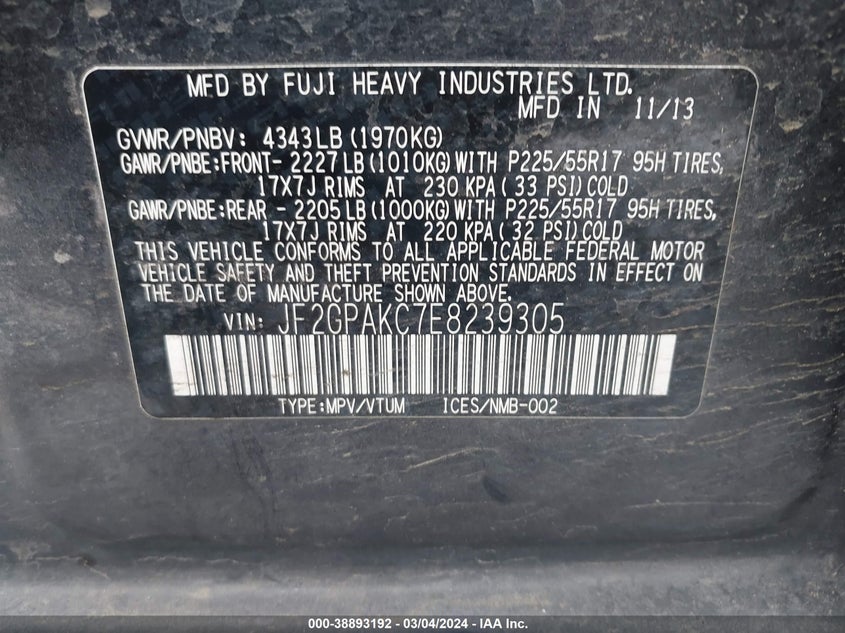 MFD BY FUJI HEAVY INDUSTRIES LTD.
MFD IN 11/13
GVWR/PNBV: 4343LB (1970KG)
GAWR/PNBE:FRONT- 2227LB (1010KG) WITH P225/55R17 95H TIRES,
17X7J RIMS AT 230 KPA( 33 PSI) COLD
GAWR/PNBE:REAR - 2205LB (1000KG) WITH P225/55R17 95H TIRES,
17X7J RIMS AT 220 KPA( 32 PSI) COLD
THIS VEHICLE CONFORMS TO ALL APPLICABLE FEDERAL MOTOR
VEHICLE SAFETY AND THEFT PREVENTION STANDARDS IN EFFECT ON
THE DATE OF MANUFACTURE SHOWN ABOVE.
VIN: JF2GPAKC7E8239305
TYPE:MPV/VTUM ICES/NMB-002
000-38893192 - 03/04/2024 - IAA Inc.